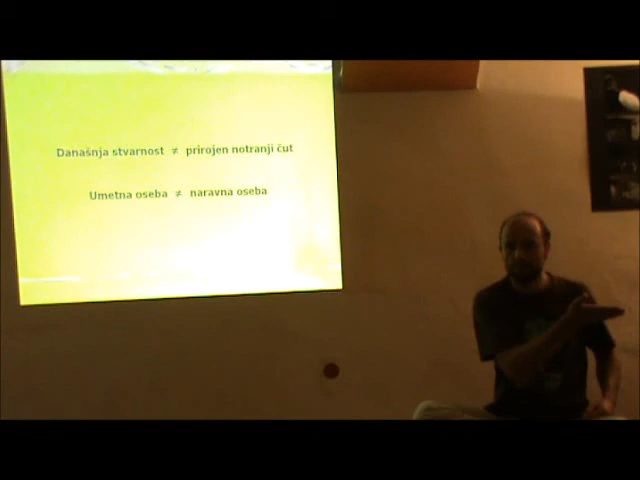 Današnja stvarnost ≠ prirojen notranji čut
Umetna oseba ≠ naravna oseba